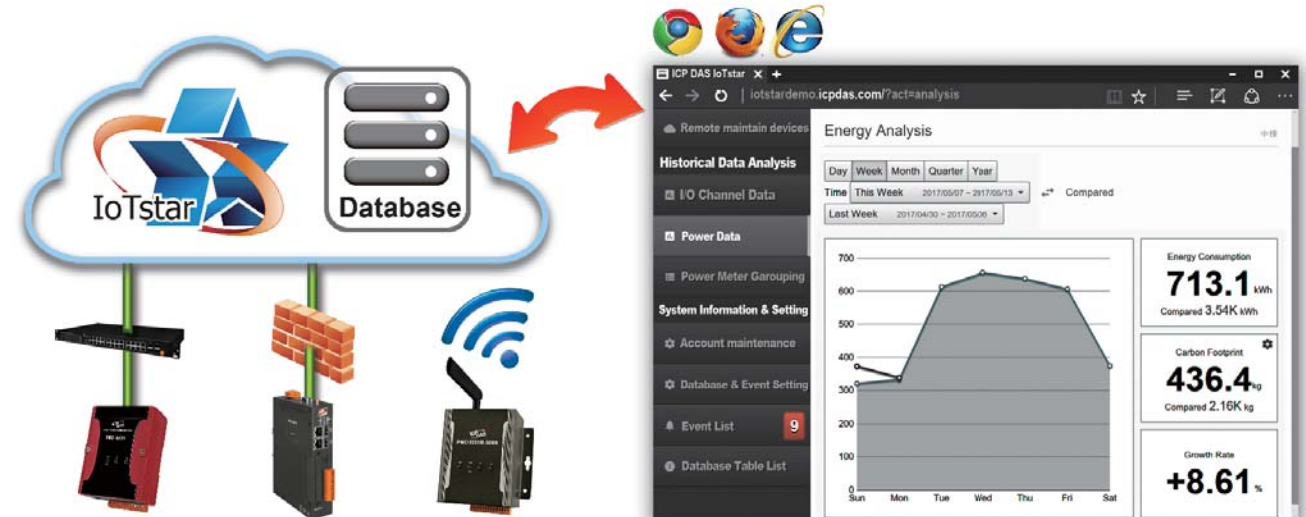 IoTstar
Database
ICP DAS IoTstar
iotstardemo.icpdas.com/?act=analysis
Remote maintain devices
Historical Data Analysis
I/O Channel Data
Power Data
Power Meter Garouping
System Information & Setting
Account maintenance
Database & Event Setting
Event List
9
Database Table List
Energy Analysis
Day Week Month Quarter Year
Time This Week 2017/05/07 ~ 2017/05/13 Compared
Last Week 2017/04/30 ~ 2017/05/06
700
600
500
400
300
200
100
0
Sun Mon Tue Wed Thu Fri Sat
Energy Consumption
713.1 kWh
Compared 3.54K kWh
Carbon Footprint
436.4 kg
Compared 2.16K kg
Growth Rate
+8.61 %